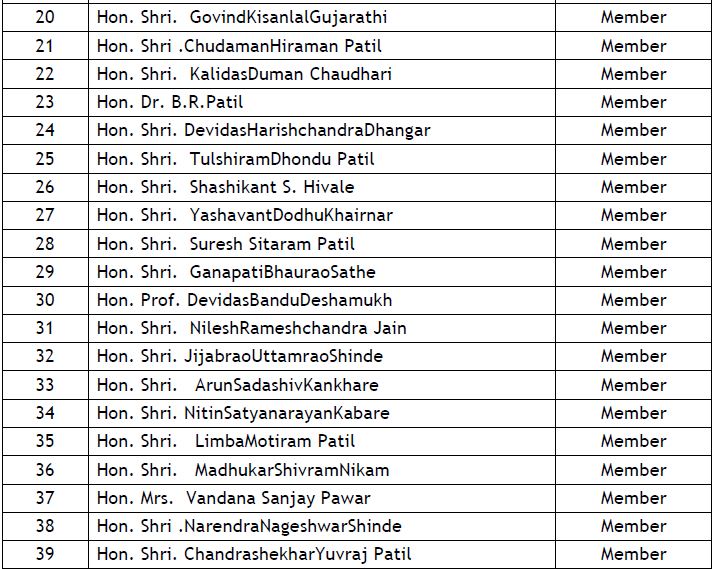 20 Hon. Shri. GovindKisanlalGujarathi Member
21 Hon. Shri .ChudamanHiraman Patil Member
22 Hon. Shri. KalidasDuman Chaudhari Member
23 Hon. Dr. B.R.Patil Member
24 Hon. Shri. DevidasHarishchandraDhangar Member
25 Hon. Shri. TulshiramDhondu Patil Member
26 Hon. Shri. Shashikant S. Hivale Member
27 Hon. Shri. YashavantDodhuKhairnar Member
28 Hon. Shri. Suresh Sitaram Patil Member
29 Hon. Shri. GanapatiBhauraoSathe Member
30 Hon. Prof. DevidasBanduDeshamukh Member
31 Hon. Shri. NileshRameshchandra Jain Member
32 Hon. Shri. JijabraoUttamraoShinde Member
33 Hon. Shri. ArunSadashivKankhare Member
34 Hon. Shri. NitinSatyanarayanKabare Member
35 Hon. Shri. LimbaMotiram Patil Member
36 Hon. Shri. MadhukarShivramNikam Member
37 Hon. Mrs. Vandana Sanjay Pawar Member
38 Hon. Shri .NarendraNageshwarShinde Member
39 Hon. Shri. ChandrashekharYuvraj Patil Member